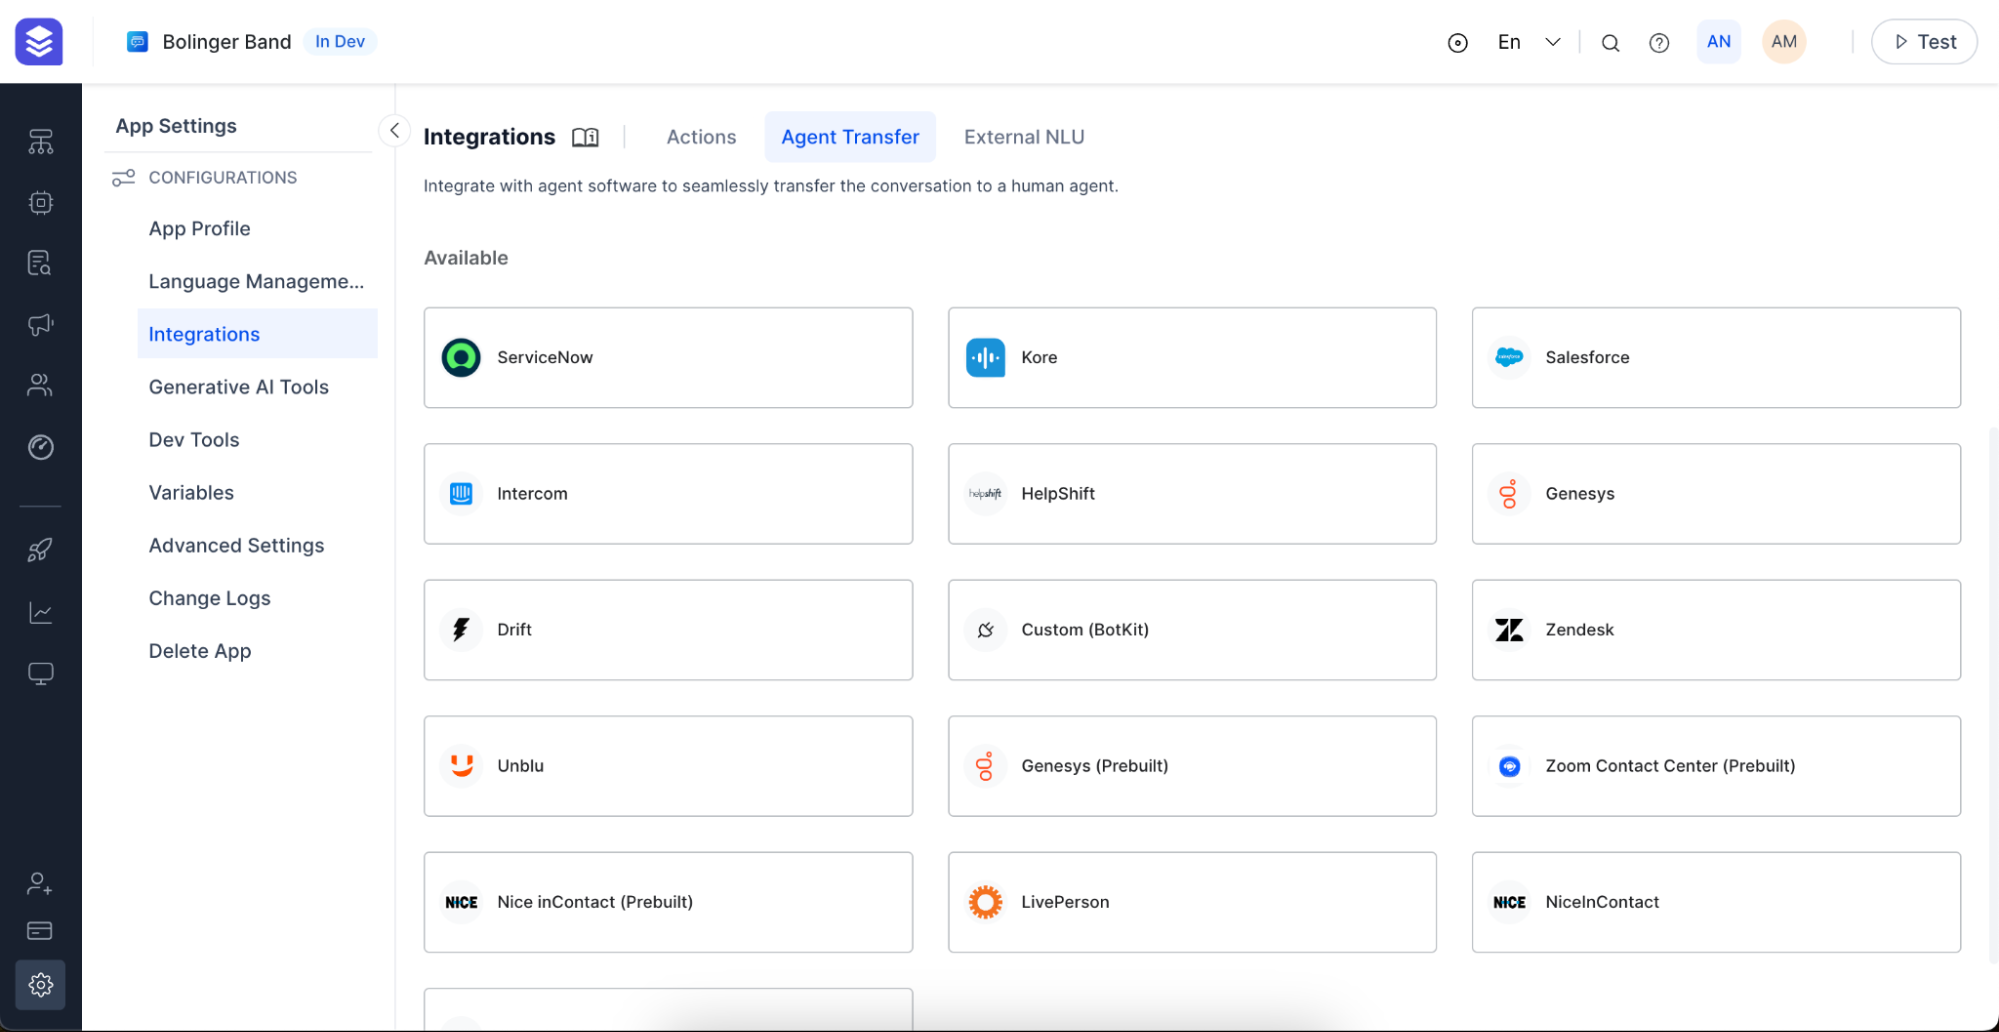 Bolinger Band In Dev
En
AN
AM
Test
App Settings
CONFIGURATIONS
App Profile
Language Manageme...
Integrations
Generative AI Tools
Dev Tools
Variables
Advanced Settings
Change Logs
Delete App
Integrations
Actions
Agent Transfer
External NLU
Integrate with agent software to seamlessly transfer the conversation to a human agent.
Available
ServiceNow
Kore
salesforce
Salesforce
Intercom
helpshift
HelpShift
Genesys
Drift
Custom (BotKit)
Zendesk
Unblu
Genesys (Prebuilt)
Zoom Contact Center (Prebuilt)
NICE
Nice inContact (Prebuilt)
LivePerson
NICE
NiceInContact